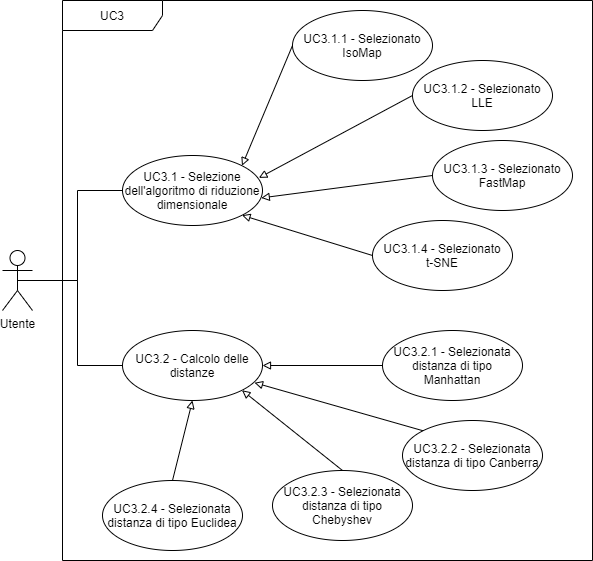 UC3
UC3.1.1 - Selezionato
IsoMap
UC3.1.2 - Selezionato
LLE
UC3.1.3 - Selezionato
FastMap
UC3.1 - Selezione
dell'algoritmo di riduzione
dimensionale
UC3.1.4 - Selezionato
t-SNE
Utente
UC3.2 - Calcolo delle
distanze
UC3.2.1 - Selezionata
distanza di tipo
Manhattan
UC3.2.2 - Selezionata
distanza di tipo Canberra
UC3.2.3 - Selezionata
distanza di tipo
Chebyshev
UC3.2.4 - Selezionata
distanza di tipo Euclidea